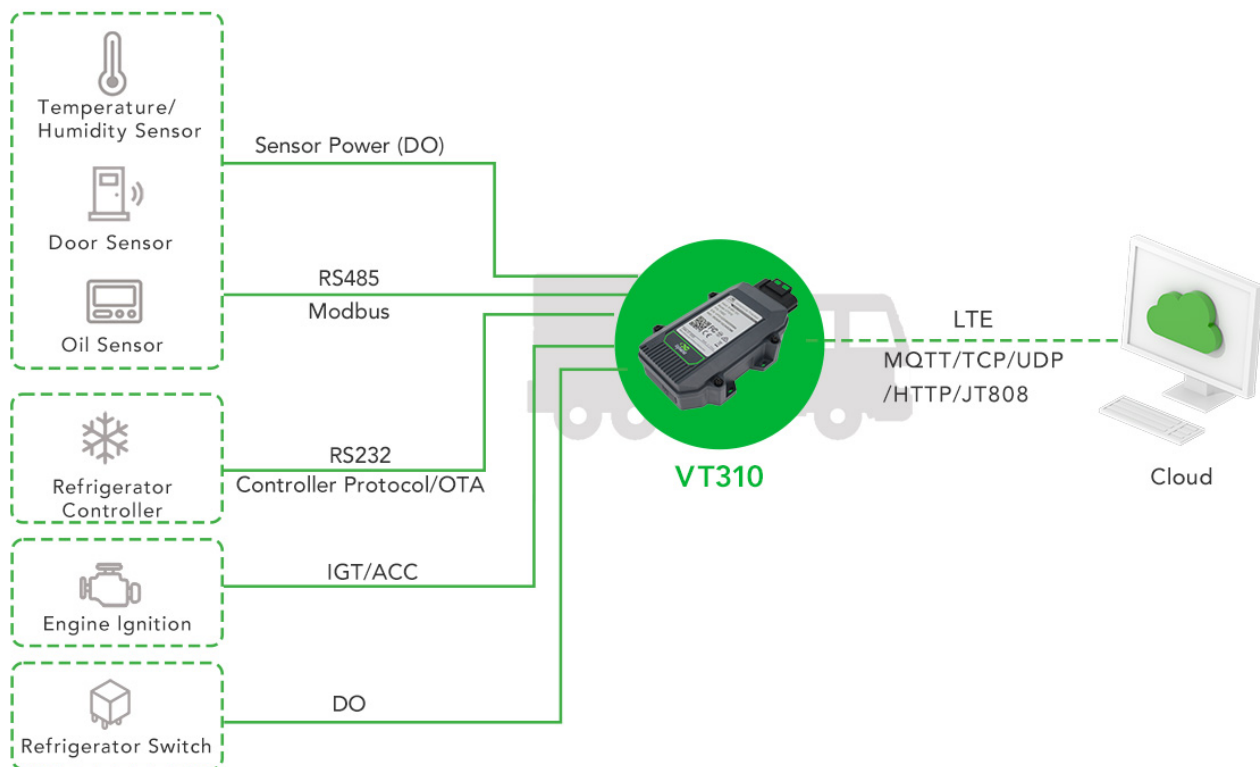 Temperature/
Humidity Sensor
Door Sensor
Oil Sensor
Sensor Power (DO)
RS485
Modbus
Refrigerator
Controller
RS232
Controller Protocol/OTA
Engine Ignition
IGT/ACC
Refrigerator Switch
DO
VT310
LTE
MQTT/TCP/UDP
/HTTP/JT808
Cloud